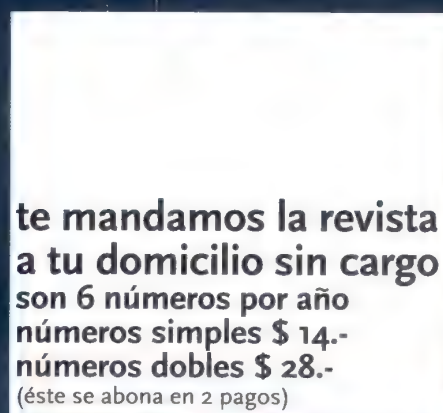 te mandamos la revista
a tu domicilio sin cargo
son 6 números por año
números simples $ 14.-
números dobles $ 28.-
(éste se abona en 2 pagos)